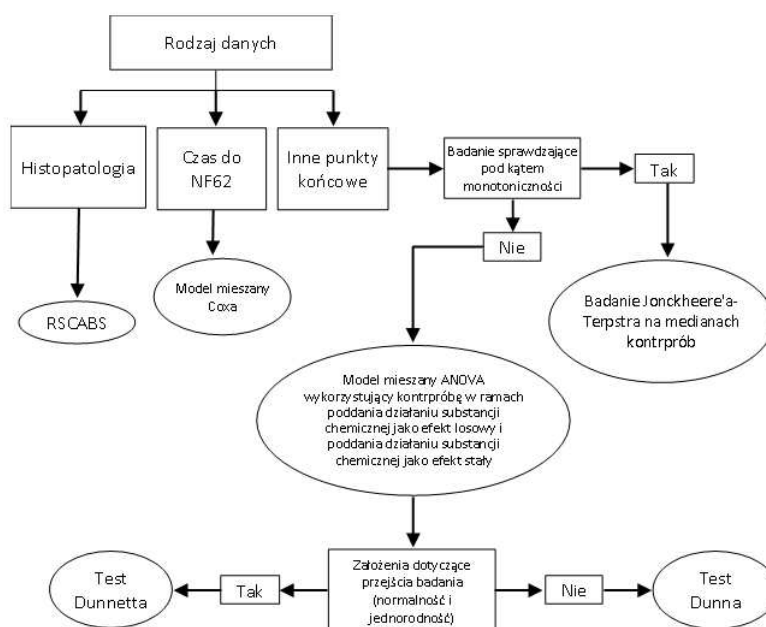 Rodzaj danych
Histopatologia
Czas do
NF62
Inne punkty
końcowe
Badanie sprawdzające
pod kątem
monotoniczności
Tak
Nie
RSCABS
Model mieszany
Coxa
Badanie Jonckheere'a-
Terpstra na medianach
kontrprób
Model mieszany ANOVA
wykorzystujący kontrpróbę w ramach
poddania działaniu substancji
chemicznej jako efekt losowy i
poddania działaniu substancji
chemicznej jako efekt stały
Test
Dunnetta
Tak
Założenia dotyczące
przejścia badania
(normalność i
jednorodność)
Nie
Test
Dunna